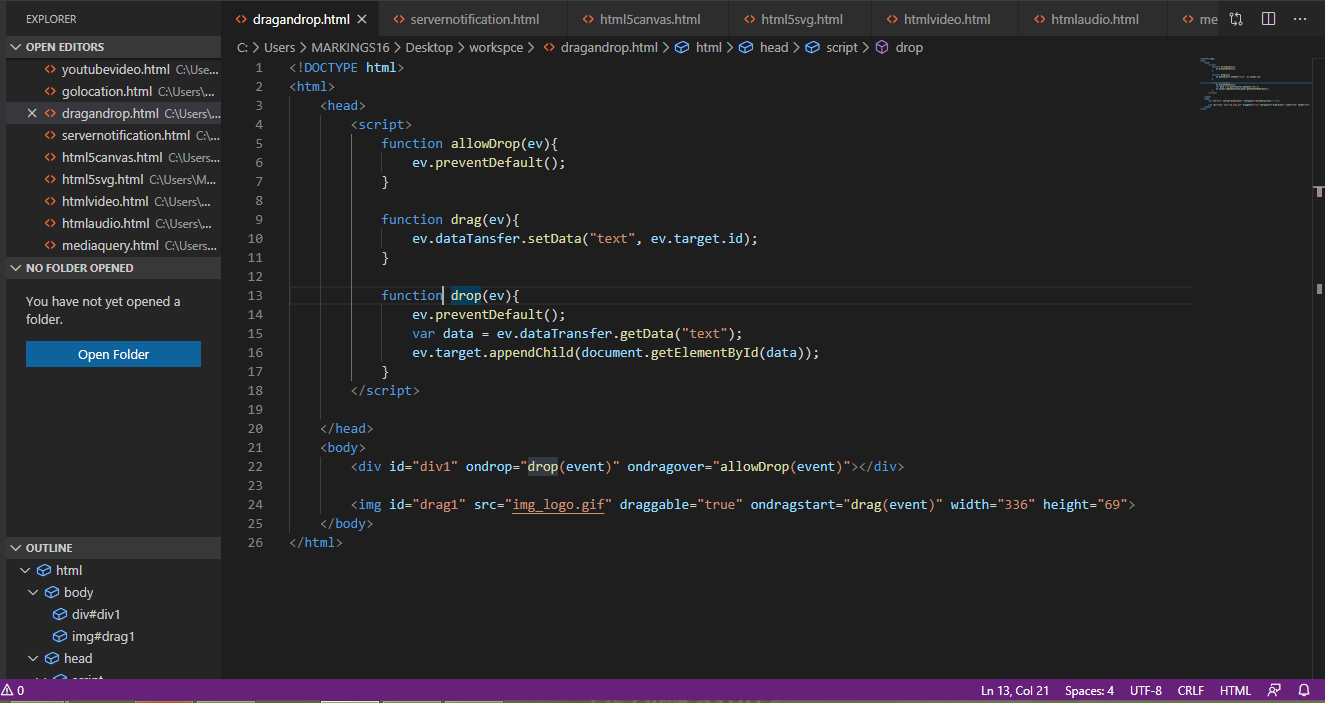 EXPLORER
OPEN EDITORS
youtubevideo.html C:\Use...
golocation.html C:\Users\...
dragandrop.html C:\Users\...
servernotification.html C:\...
html5canvas.html C:\Users...
html5svg.html C:\Users\M...
htmlvideo.html C:\Users\...
htmlaudio.html C:\Users\...
mediaquery.html C:\Users...
NO FOLDER OPENED
You have not yet opened a
folder.
Open Folder
OUTLINE
html
body
div#div1
img#drag1
head
script
dragandrop.html servernotification.html html5canvas.html html5svg.html htmlvideo.html htmlaudio.html me
C: > Users > MARKINGS16 > Desktop > workspce > dragandrop.html > html > head > script > drop
1 <!DOCTYPE html>
2 <html>
3 <head>
4 <script>
5 function allowDrop(ev){
6 ev.preventDefault();
7 }
8
9 function drag(ev){
10 ev.dataTansfer.setData("text", ev.target.id);
11 }
12
13 function drop(ev){
14 ev.preventDefault();
15 var data = ev.dataTransfer.getData("text");
16 ev.target.appendChild(document.getElementById(data));
17 }
18 </script>
19
20 </head>
21 <body>
22 <div id="div1" ondrop="drop(event)" ondragover="allowDrop(event)"></div>
23
24 <img id="drag1" src="img_logo.gif" draggable="true" ondragstart="drag(event)" width="336" height="69">
25 </body>
26 </html>
0 Ln 13, Col 21 Spaces: 4 UTF-8 CRLF HTML